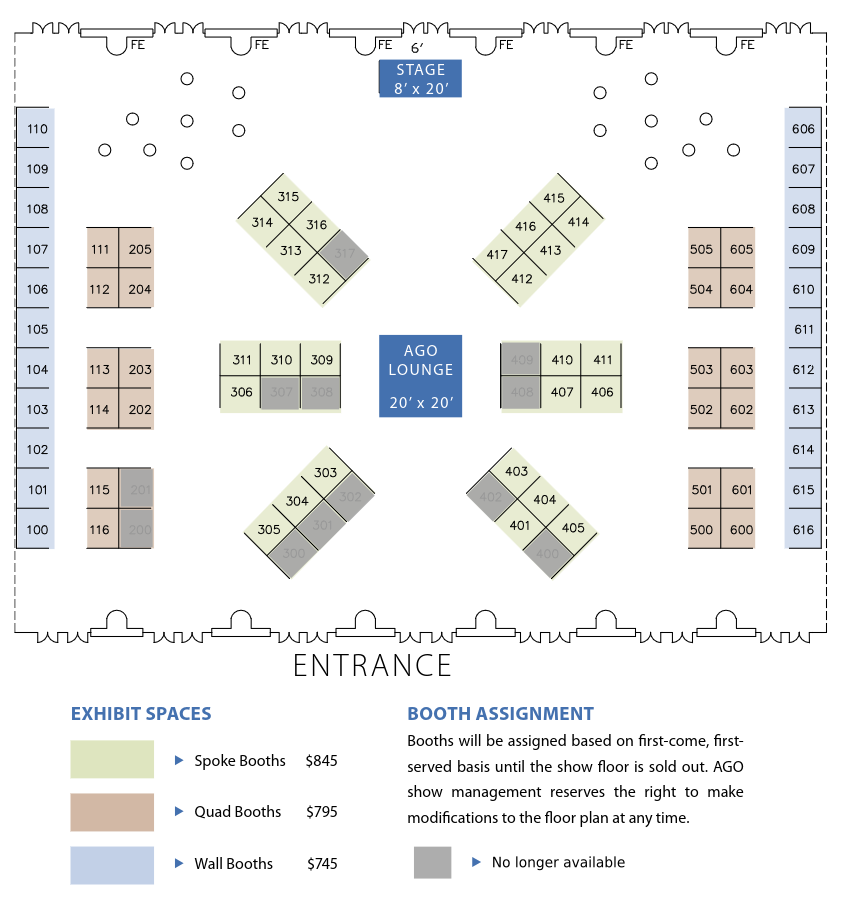 FE FE FE FE FE FE
6’
STAGE
8’ x 20’
110 606
109 607
108 608
315 415
314 316 416 414
107 111 205 313 317 417 413 505 605 609
106 112 204 312 412 504 604 610
105 611
AGO
LOUNGE
20’ x 20’
104 113 203 311 310 309 409 410 411 503 603 612
103 114 202 306 307 308 408 407 406 502 602 613
102 614
303 403
101 115 201 304 302 402 404 501 601 615
100 116 200 305 301 401 405 500 600 616
300 400
ENTRANCE
EXHIBIT SPACES
Spoke Booths $845
Quad Booths $795
Wall Booths $745
BOOTH ASSIGNMENT
Booths will be assigned based on first-come, first-
served basis until the show floor is sold out. AGO
show management reserves the right to make
modifications to the floor plan at any time.
No longer available